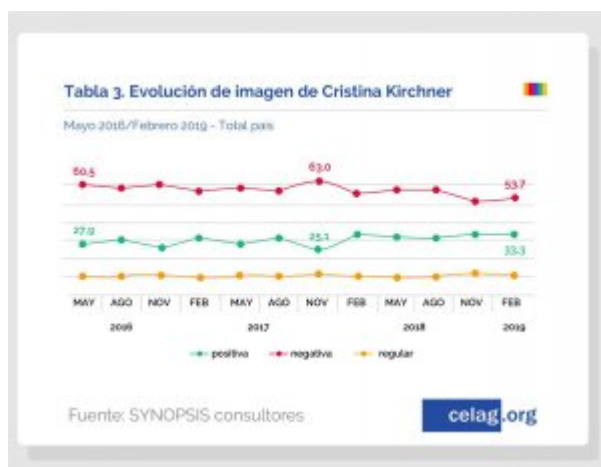 Tabla 3. Evolución de imagen de Cristina Kirchner
Mayo 2016/Febrero 2019 - Total país
60,5
63,0
53,7
27,9
25,1
33,3
MAY AGO NOV FEB MAY AGO NOV FEB MAY AGO NOV FEB
2016 2017 2018 2019
positiva negativa regular
Fuente: SYNOPSIS consultores
celag.org